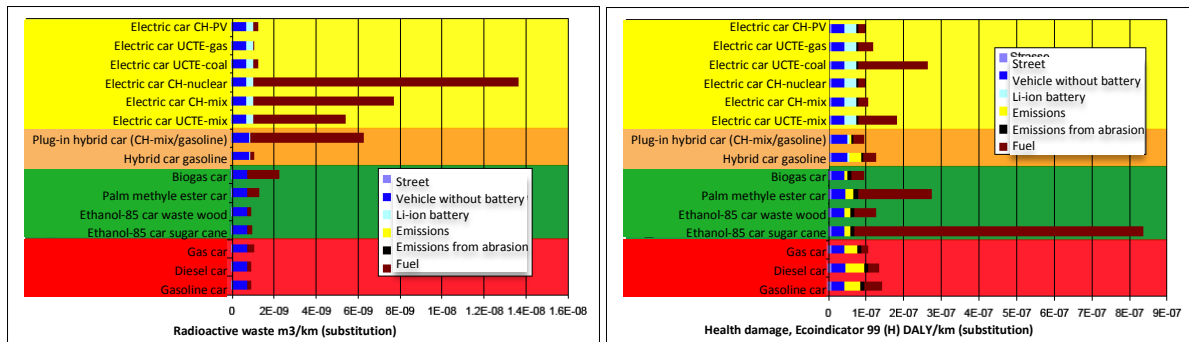 Electric car CH-PV
Electric car UCTE-gas
Electric car UCTE-coal
Electric car CH-nuclear
Electric car CH-mix
Electric car UCTE-mix
Plug-in hybrid car (CH-mix/gasoline)
Hybrid car gasoline
Biogas car
Palm methyle ester car
Ethanol-85 car waste wood
Ethanol-85 car sugar cane
Gas car
Diesel car
Gasoline car
Street
Vehicle without battery
Li-ion battery
Emissions
Emissions from abrasion
Fuel
0 2E-09 4E-09 6E-09 8E-09 1E-08 1.2E-08 1.4E-08 1.6E-08
Radioactive waste m3/km (substitution)
Electric car CH-PV
Electric car UCTE-gas
Electric car UCTE-coal
Electric car CH-nuclear
Electric car CH-mix
Electric car UCTE-mix
Plug-in hybrid car (CH-mix/gasoline)
Hybrid car gasoline
Biogas car
Palm methyle ester car
Ethanol-85 car waste wood
Ethanol-85 car sugar cane
Gas car
Diesel car
Gasoline car
Strasse
Street
Vehicle without battery
Li-ion battery
Emissions
Emissions from abrasion
Fuel
0 1E-07 2E-07 3E-07 4E-07 5E-07 6E-07 7E-07 8E-07 9E-07
Health damage, Ecoindicator 99 (H) DALY/km (substitution)